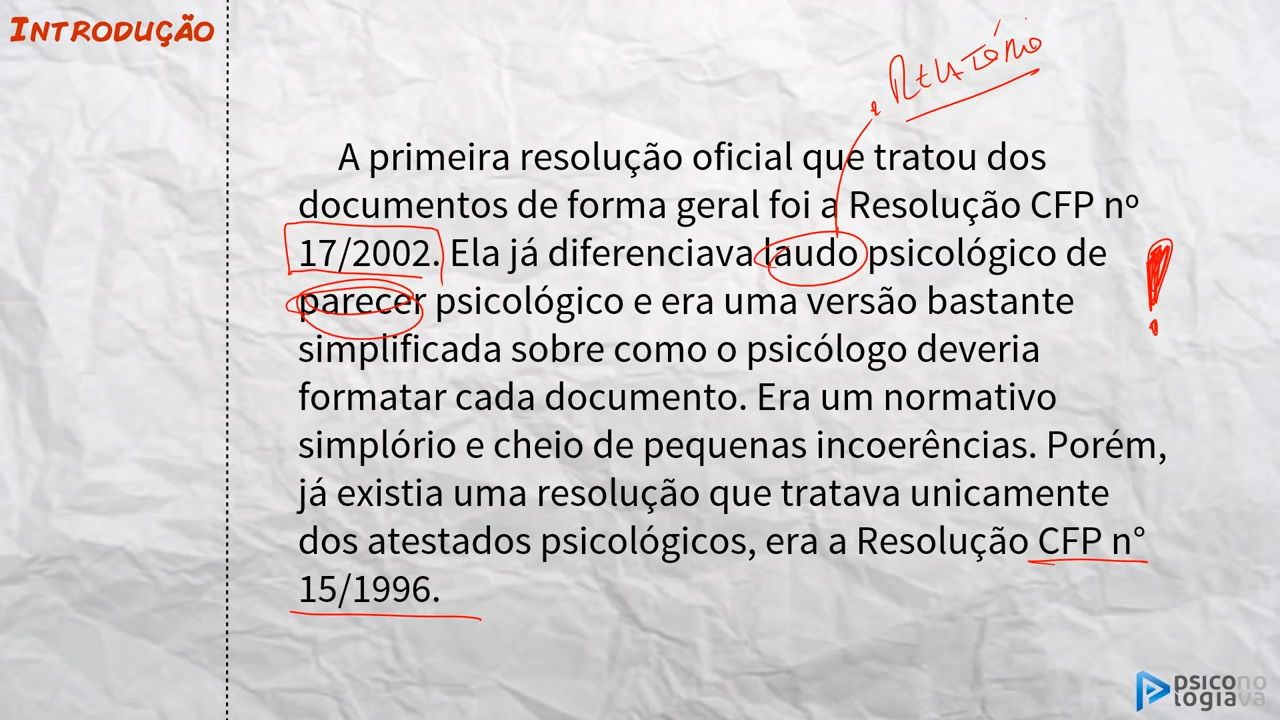 INTRODUÇÃO
RELATÓRIO
A primeira resolução oficial que tratou dos
documentos de forma geral foi a Resolução CFP nº
17/2002. Ela já diferenciava laudo psicológico de
parecer psicológico e era uma versão bastante
simplificada sobre como o psicólogo deveria
formatar cada documento. Era um normativo
simplório e cheio de pequenas incoerências. Porém,
já existia uma resolução que tratava unicamente
dos atestados psicológicos, era a Resolução CFP n°
15/1996.
!
psicono
logiava